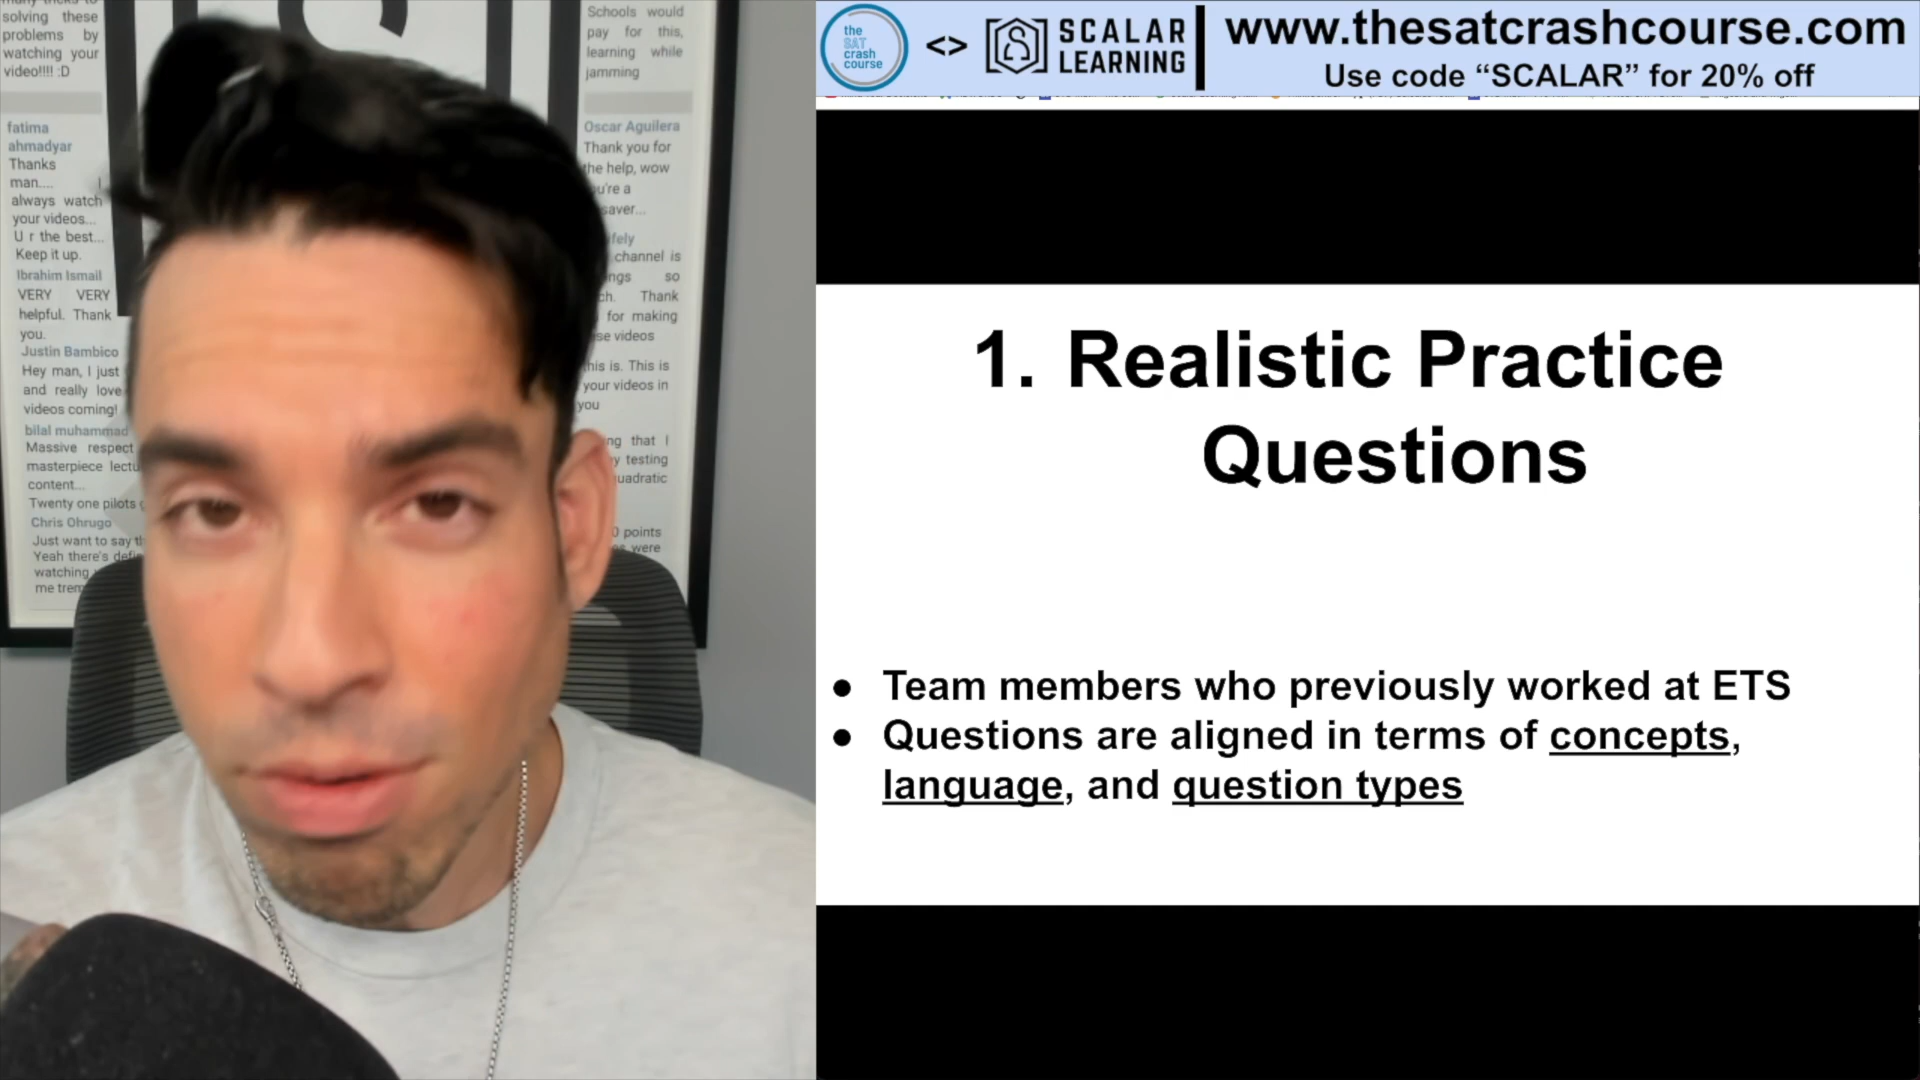 solving these
problems by
watching your
video!!!! :D
fatima
ahmadyar
Thanks
man....
always watch
your videos...
U r the best...
Keep it up.
Ibrahim Ismail
VERY VERY
helpful. Thank
you.
Justin Bambico
Hey man, I just
and really love
videos coming!
bilal muhammad
Massive respect
masterpiece
content...
Twenty one pilots
Chris Ohrugo
Just want to say
Yeah there's
watching
me
Schools would
pay for this,
learning while
jamming
Oscar Aguilera
Thank you for
the help, wow
you're a
saver...
channel is
so
Thank
for making
videos
this is. This is
your videos in
you
that I
testing
points
were
the
SAT
crash
course
<>
SCALAR
LEARNING
www.thesatcrashcourse.com
Use code “SCALAR” for 20% off
1. Realistic Practice
Questions
● Team members who previously worked at ETS
● Questions are aligned in terms of concepts,
language, and question types